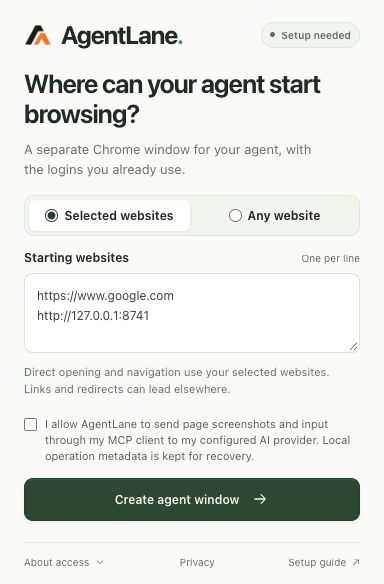 AgentLane.
Setup needed
Where can your agent start
browsing?
A separate Chrome window for your agent, with
the logins you already use.
Selected websites
Any website
Starting websites
One per line
https://www.google.com
http://127.0.0.1:8741
Direct opening and navigation use your selected websites.
Links and redirects can lead elsewhere.
I allow AgentLane to send page screenshots and input
through my MCP client to my configured AI provider. Local
operation metadata is kept for recovery.
Create agent window →
About access
Privacy
Setup guide ↗